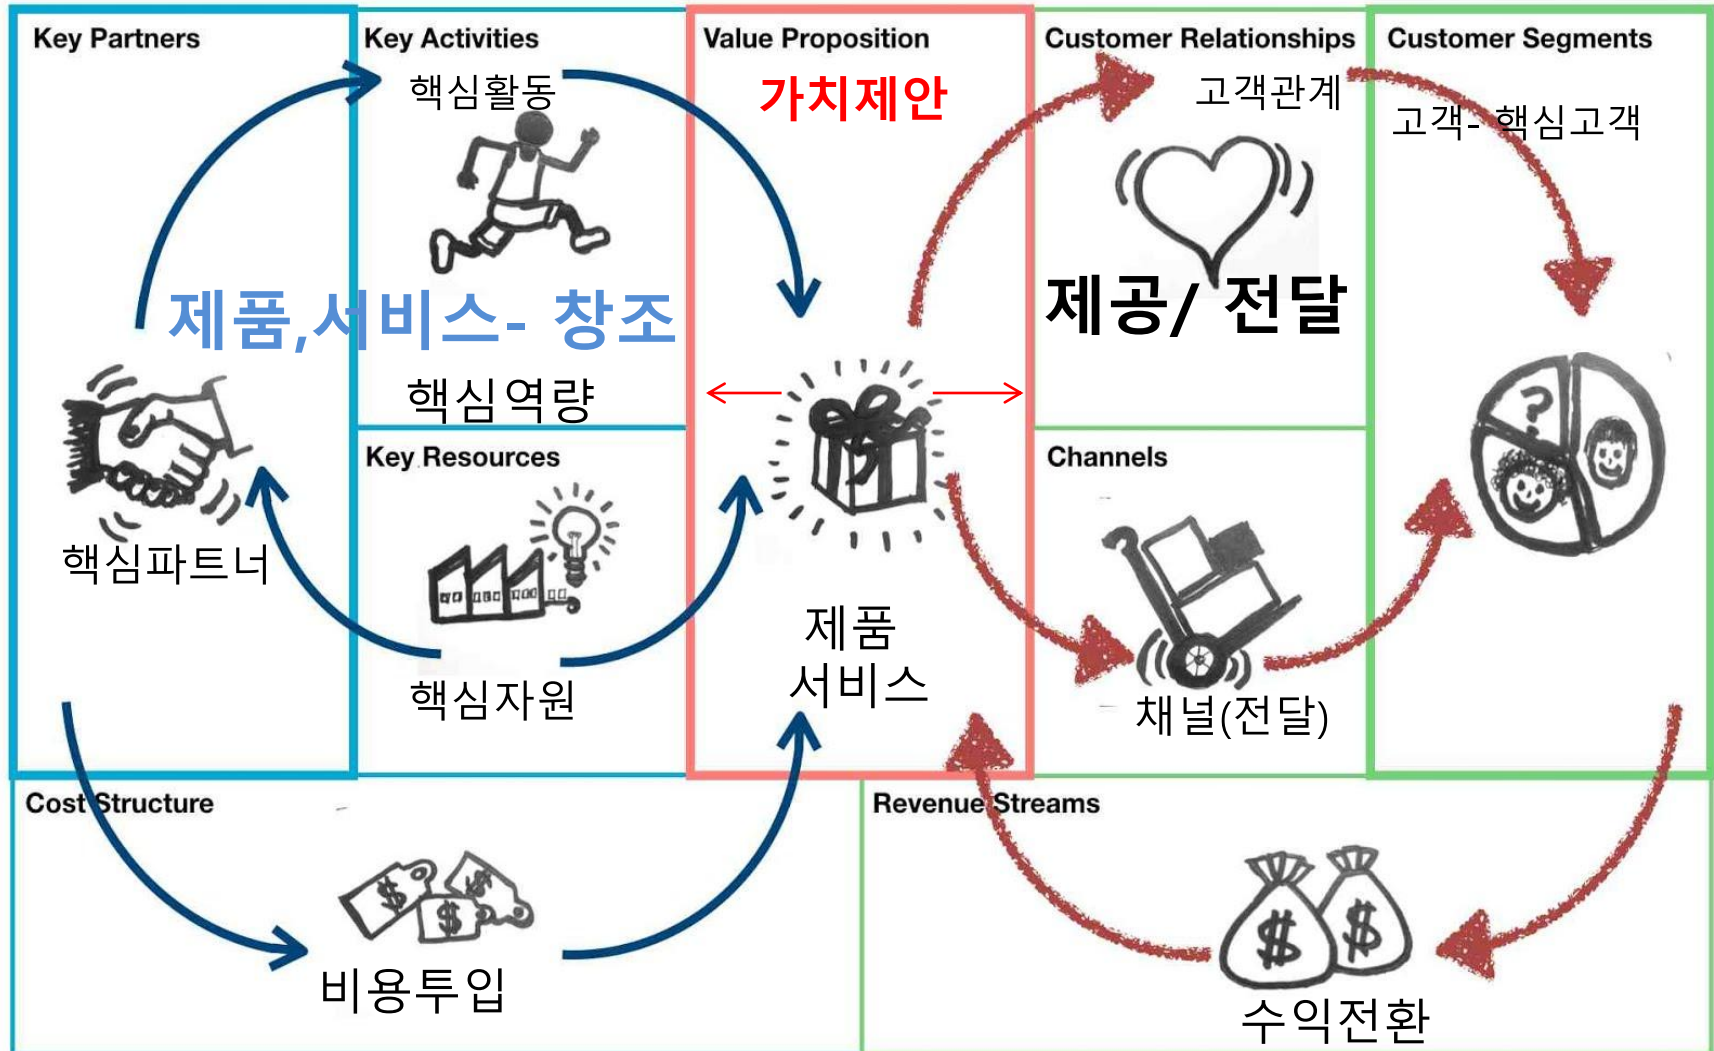 Key Partners
핵심파트너
Key Activities
핵심활동
제품,서비스- 창조
핵심역량
Key Resources
핵심자원
Value Proposition
가치제안
제품
서비스
Customer Relationships
고객관계
제공/ 전달
Channels
채널(전달)
Customer Segments
고객- 핵심고객
?
Cost Structure
$ $ $
비용투입
Revenue Streams
$ $
수익전환